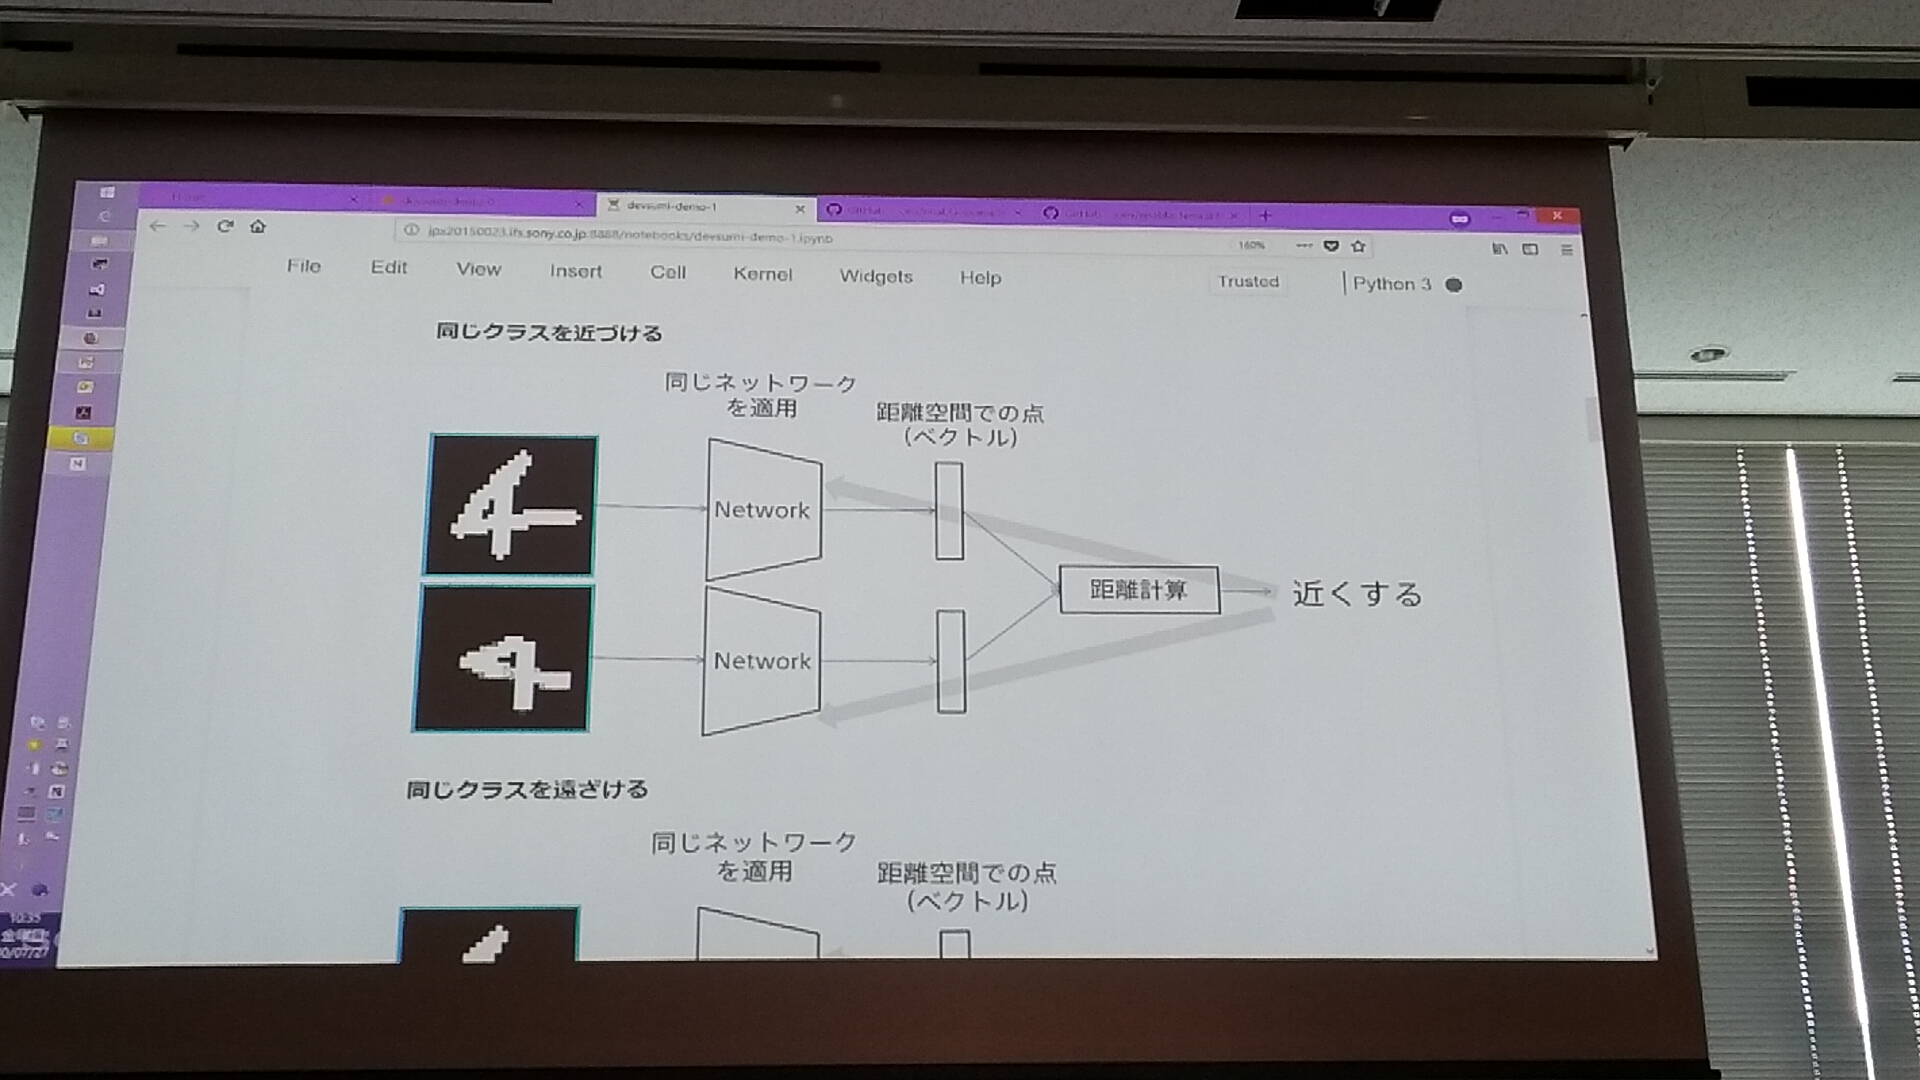 devsumi-demo-1
jpx20150023.ifs.sony.co.jp:8888/notebooks/devsumi-demo-1.ipynb
160%
File Edit View Insert Cell Kernel Widgets Help
Trusted
Python 3
同じクラスを近づける
同じネットワーク
を適用
距離空間での点
(ベクトル)
Network
距離計算
近くする
Network
同じクラスを遠ざける
同じネットワーク
を適用
距離空間での点
(ベクトル)
10:35